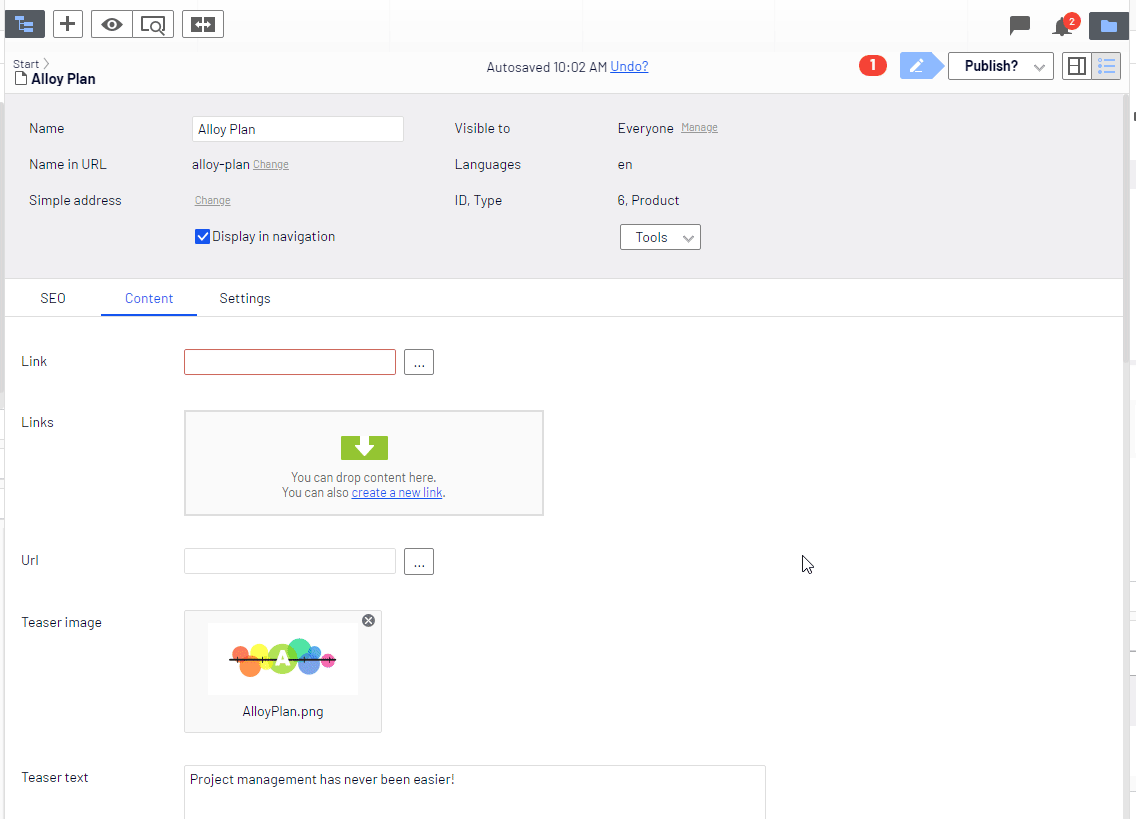 2
Start
Alloy Plan
Autosaved 10:02 AM Undo?
1
Publish?
Name
Alloy Plan
Visible to
Everyone Manage
Name in URL
alloy-plan Change
Languages
en
Simple address
Change
ID, Type
6, Product
Display in navigation
Tools
SEO
Content
Settings
Link
...
Links
You can drop content here.
You can also create a new link.
Url
...
Teaser image
A
AlloyPlan.png
Teaser text
Project management has never been easier!